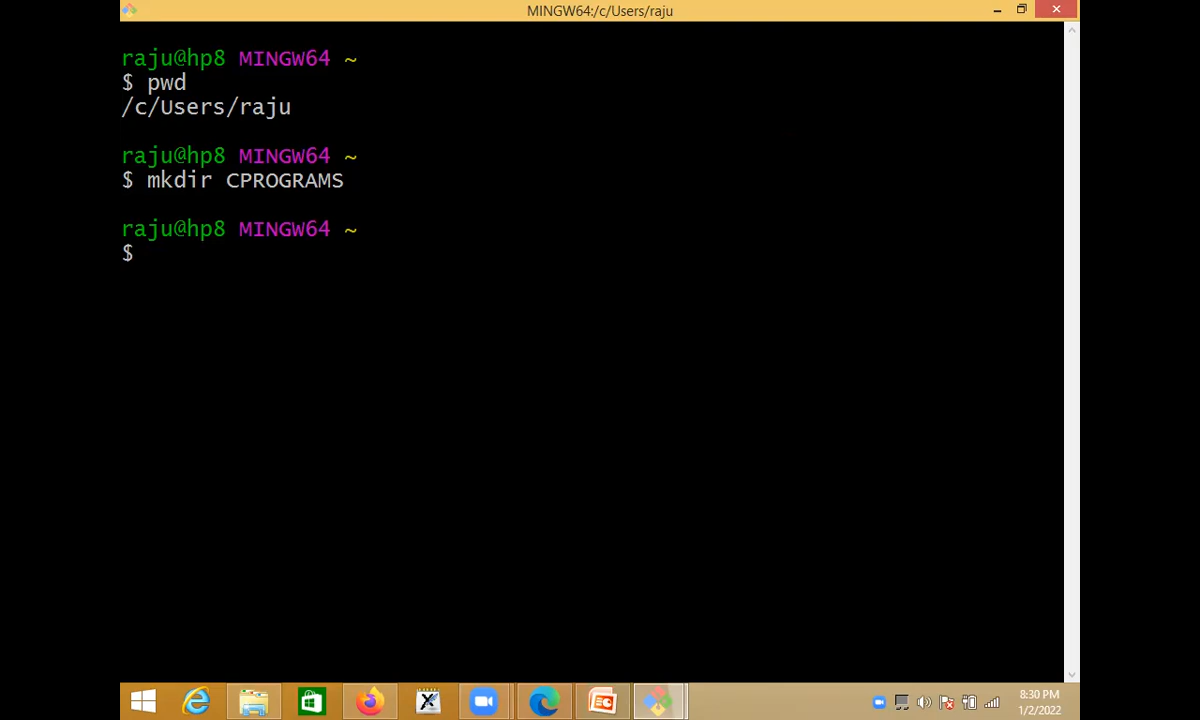 MINGW64:/c/Users/raju
raju@hp8 MINGW64 ~
$ pwd
/c/Users/raju
raju@hp8 MINGW64 ~
$ mkdir CPROGRAMS
raju@hp8 MINGW64 ~
$
8:30 PM
1/2/2022